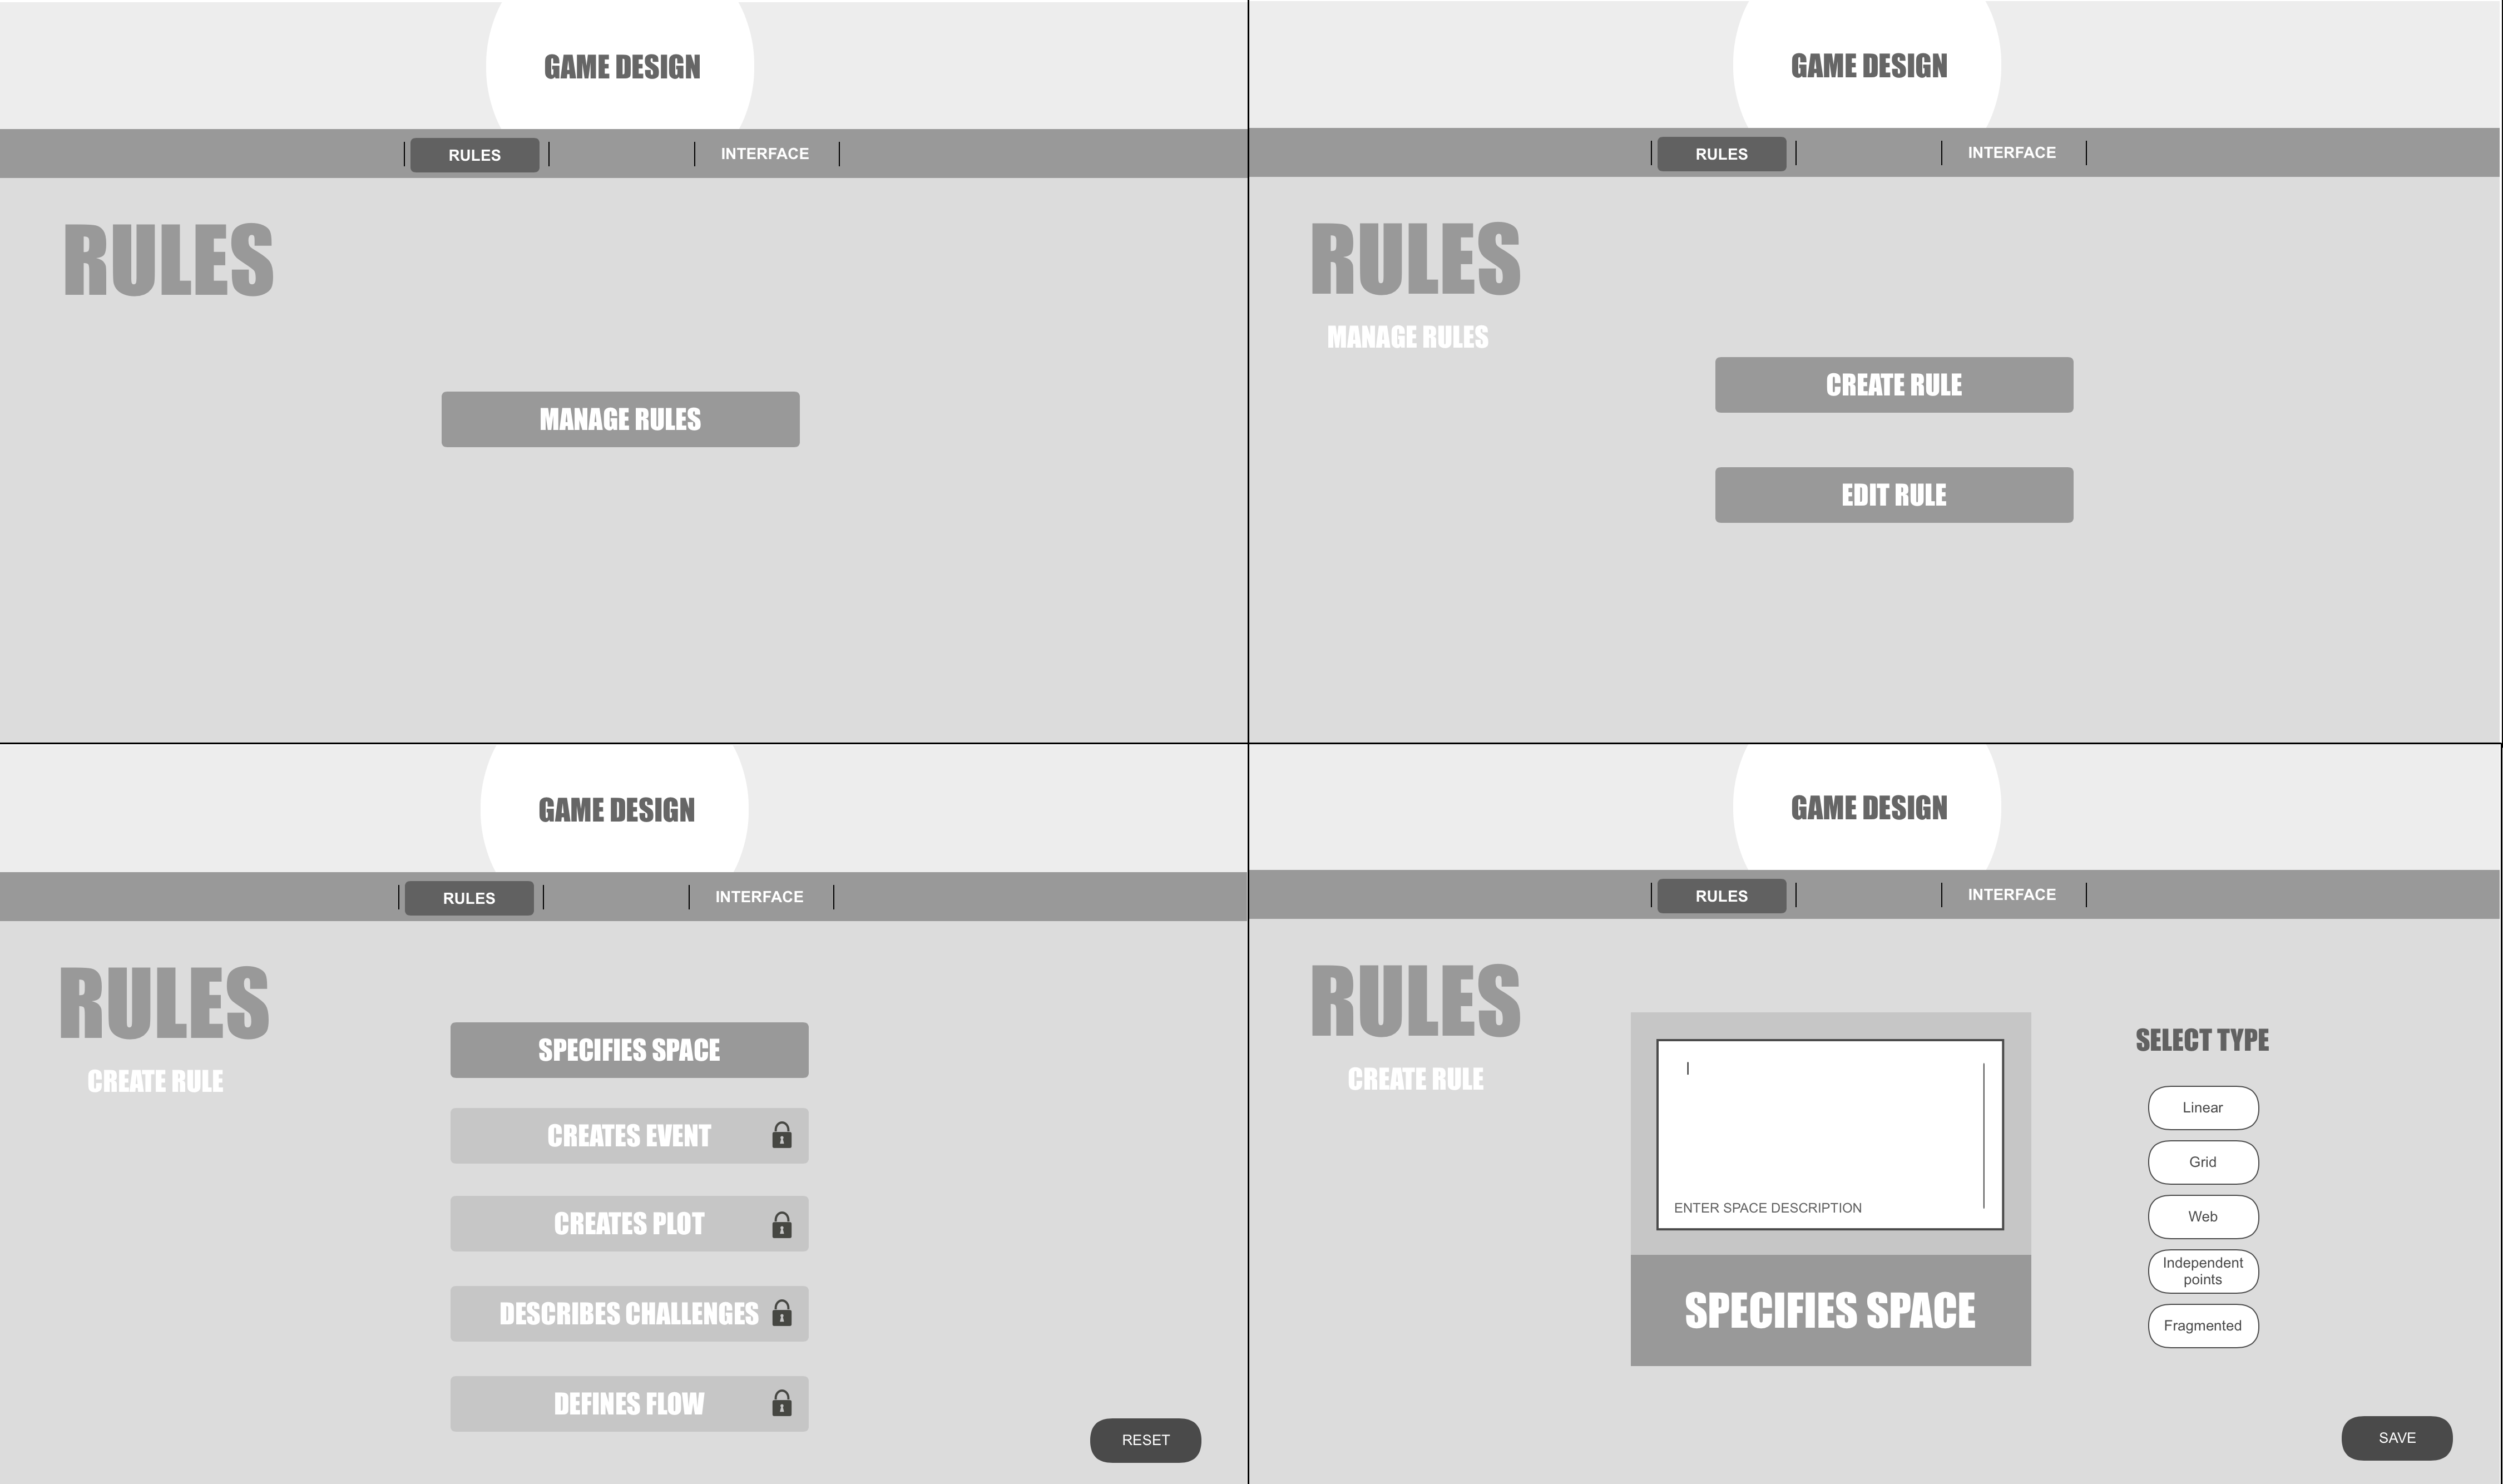 GAME DESIGN
RULES
INTERFACE
RULES
MANAGE RULES
GAME DESIGN
RULES
INTERFACE
RULES
MANAGE RULES
CREATE RULE
EDIT RULE
GAME DESIGN
RULES
INTERFACE
RULES
CREATE RULE
SPECIFIES SPACE
CREATES EVENT
CREATES PLOT
DESCRIBES CHALLENGES
DEFINES FLOW
RESET
GAME DESIGN
RULES
INTERFACE
RULES
CREATE RULE
ENTER SPACE DESCRIPTION
SPECIFIES SPACE
SELECT TYPE
Linear
Grid
Web
Independent
points
Fragmented
SAVE